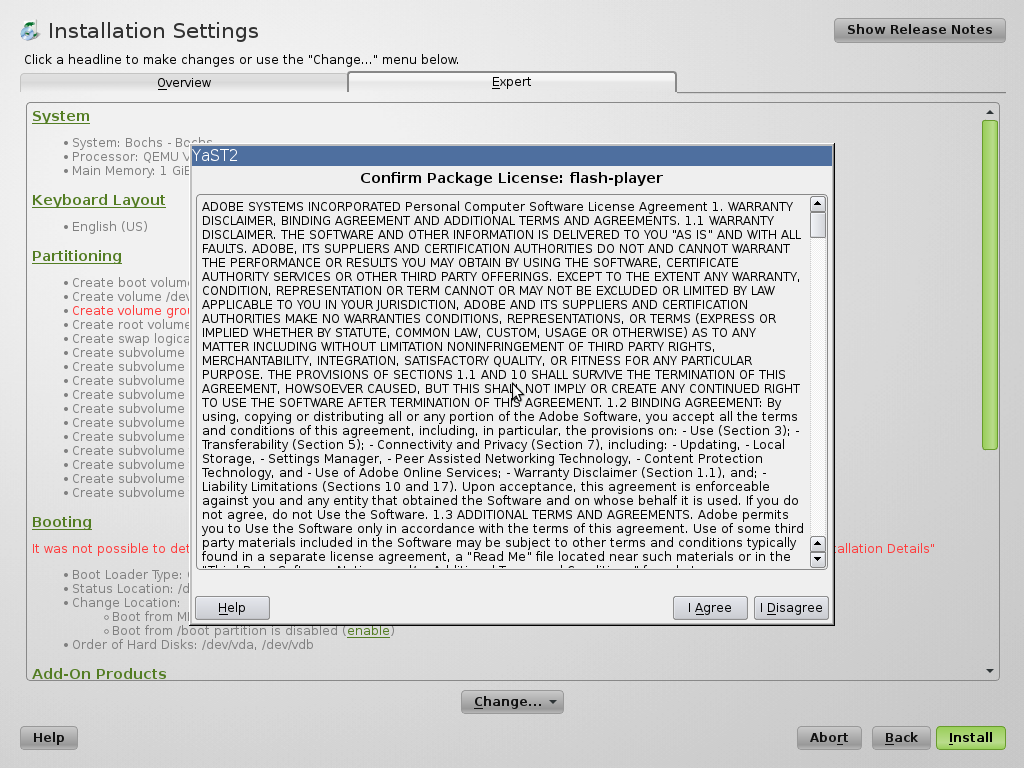 Installation Settings
Show Release Notes
Click a headline to make changes or use the "Change..." menu below.
Overview
Expert
System
• System: Bochs - Bochs
• Processor: QEMU V
• Main Memory: 1 GiB
Keyboard Layout
• English (US)
Partitioning
• Create boot volume
• Create volume /dev
• Create volume grou
• Create root volume
• Create swap logica
• Create subvolume
• Create subvolume
• Create subvolume
• Create subvolume
• Create subvolume
• Create subvolume
• Create subvolume
• Create subvolume
• Create subvolume
• Create subvolume
• Create subvolume
Booting
It was not possible to det
allation Details"
• Boot Loader Type:
• Status Location: /d
• Change Location:
◦ Boot from
◦ Boot from /boot partition is disabled (enable)
• Order of Hard Disks: /dev/vda, /dev/vdb
Add-On Products
YaST2
Confirm Package License: flash-player
ADOBE SYSTEMS INCORPORATED Personal Computer Software License Agreement 1. WARRANTY
DISCLAIMER, BINDING AGREEMENT AND ADDITIONAL TERMS AND AGREEMENTS. 1.1 WARRANTY
DISCLAIMER. THE SOFTWARE AND OTHER INFORMATION IS DELIVERED TO YOU "AS IS" AND WITH ALL
FAULTS. ADOBE, ITS SUPPLIERS AND CERTIFICATION AUTHORITIES DO NOT AND CANNOT WARRANT
THE PERFORMANCE OR RESULTS YOU MAY OBTAIN BY USING THE SOFTWARE, CERTIFICATE
AUTHORITY SERVICES OR OTHER THIRD PARTY OFFERINGS. EXCEPT TO THE EXTENT ANY WARRANTY,
CONDITION, REPRESENTATION OR TERM CANNOT OR MAY NOT BE EXCLUDED OR LIMITED BY LAW
APPLICABLE TO YOU IN YOUR JURISDICTION, ADOBE AND ITS SUPPLIERS AND CERTIFICATION
AUTHORITIES MAKE NO WARRANTIES CONDITIONS, REPRESENTATIONS, OR TERMS (EXPRESS OR
IMPLIED WHETHER BY STATUTE, COMMON LAW, CUSTOM, USAGE OR OTHERWISE) AS TO ANY
MATTER INCLUDING WITHOUT LIMITATION NONINFRINGEMENT OF THIRD PARTY RIGHTS,
MERCHANTABILITY, INTEGRATION, SATISFACTORY QUALITY, OR FITNESS FOR ANY PARTICULAR
PURPOSE. THE PROVISIONS OF SECTIONS 1.1 AND 10 SHALL SURVIVE THE TERMINATION OF THIS
AGREEMENT, HOWSOEVER CAUSED, BUT THIS SHALL NOT IMPLY OR CREATE ANY CONTINUED RIGHT
TO USE THE SOFTWARE AFTER TERMINATION OF THIS AGREEMENT. 1.2 BINDING AGREEMENT: By
using, copying or distributing all or any portion of the Adobe Software, you accept all the terms
and conditions of this agreement, including, in particular, the provisions on: - Use (Section 3); -
Transferability (Section 5); - Connectivity and Privacy (Section 7), including: - Updating, - Local
Storage, - Settings Manager, - Peer Assisted Networking Technology, - Content Protection
Technology, and - Use of Adobe Online Services; - Warranty Disclaimer (Section 1.1), and; -
Liability Limitations (Sections 10 and 17). Upon acceptance, this agreement is enforceable
against you and any entity that obtained the Software and on whose behalf it is used. If you do
not agree, do not Use the Software. 1.3 ADDITIONAL TERMS AND AGREEMENTS. Adobe permits
you to Use the Software only in accordance with the terms of this agreement. Use of some third
party materials included in the Software may be subject to other terms and conditions typically
found in a separate license agreement, a "Read Me" file located near such materials or in the
Help
I Agree
I Disagree
Change...
Help
Abort
Back
Install